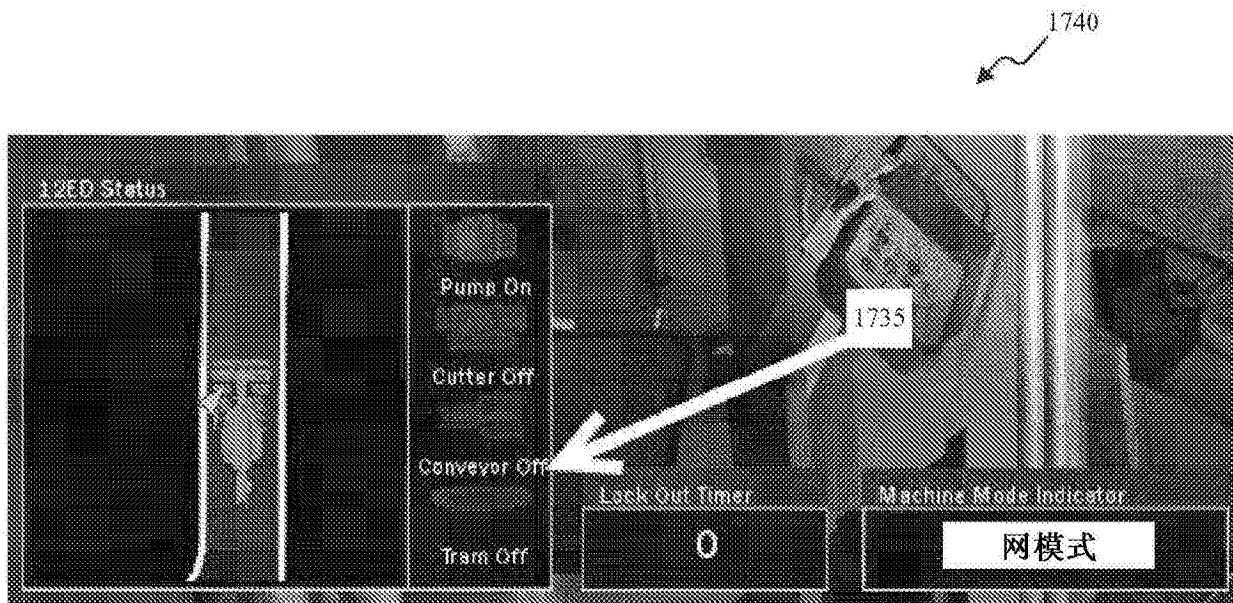 1740
12ED Status
Pump On
1735
Cutter Off
Conveyor Off
Lock Out Timer
Machine Mode Indicator
0
网模式
Tram Off